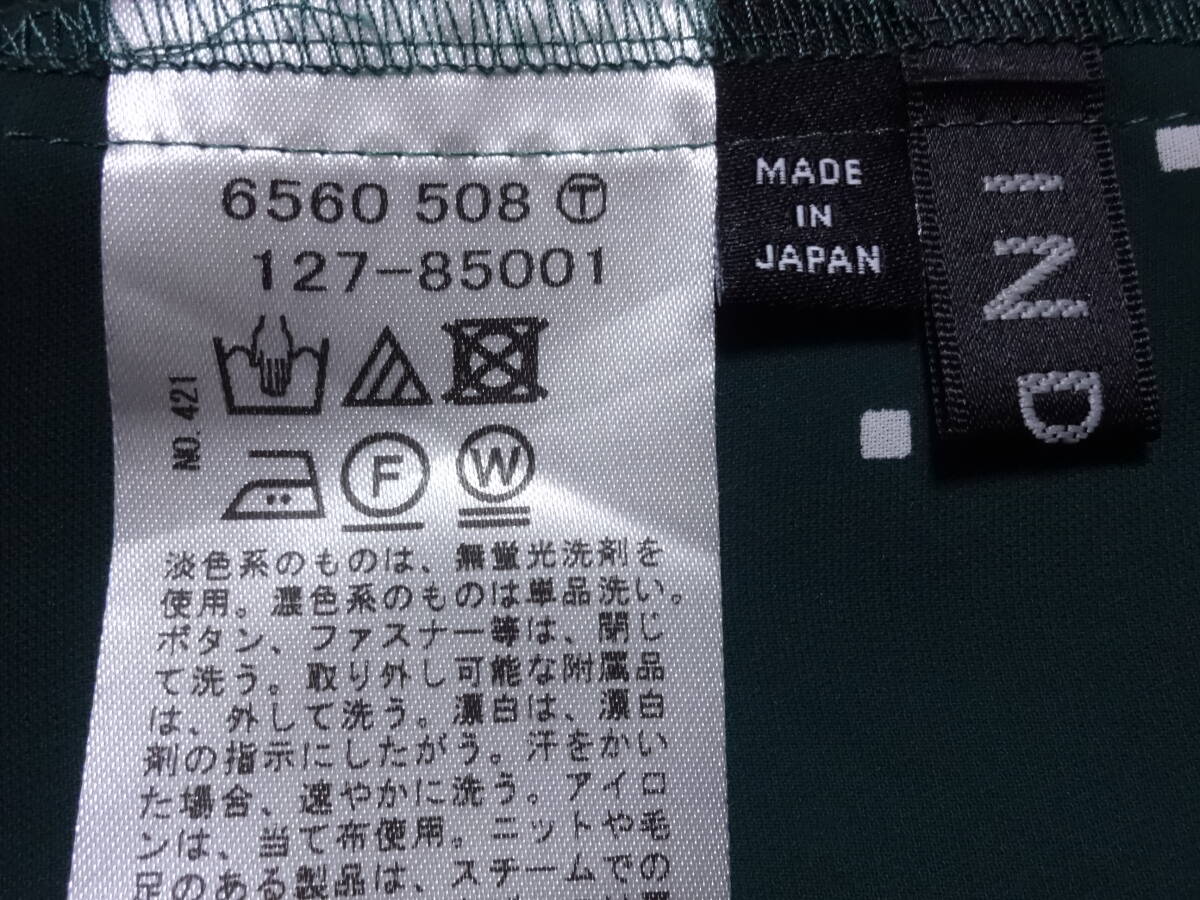 6560 508 Ⓣ
127-85001
NO. 421
F
W
淡色系のものは、無蛍光洗剤を
使用。濃色系のものは単品洗い。
ボタン、ファスナー等は、閉じ
て洗う。取り外し可能な附属品
は、外して洗う。漂白は、漂白
剤の指示にしたがう。汗をかい
た場合、速やかに洗う。アイロ
ンは、当て布使用。ニットや毛
足のある製品は、スチームでの
MADE
IN
JAPAN
IND